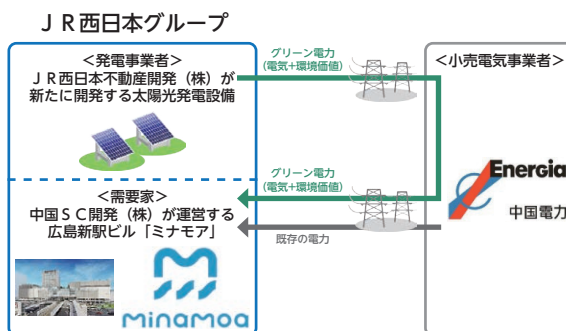 ＪＲ西日本グループ
＜発電事業者＞
ＪＲ西日本不動産開発（株）が
新たに開発する太陽光発電設備
グリーン電力
（電気+環境価値）
＜小売電気事業者＞
Energia
中国電力
グリーン電力
（電気+環境価値）
既存の電力
＜需要家＞
中国ＳＣ開発（株）が運営する
広島新駅ビル「ミナモア」
minamoa